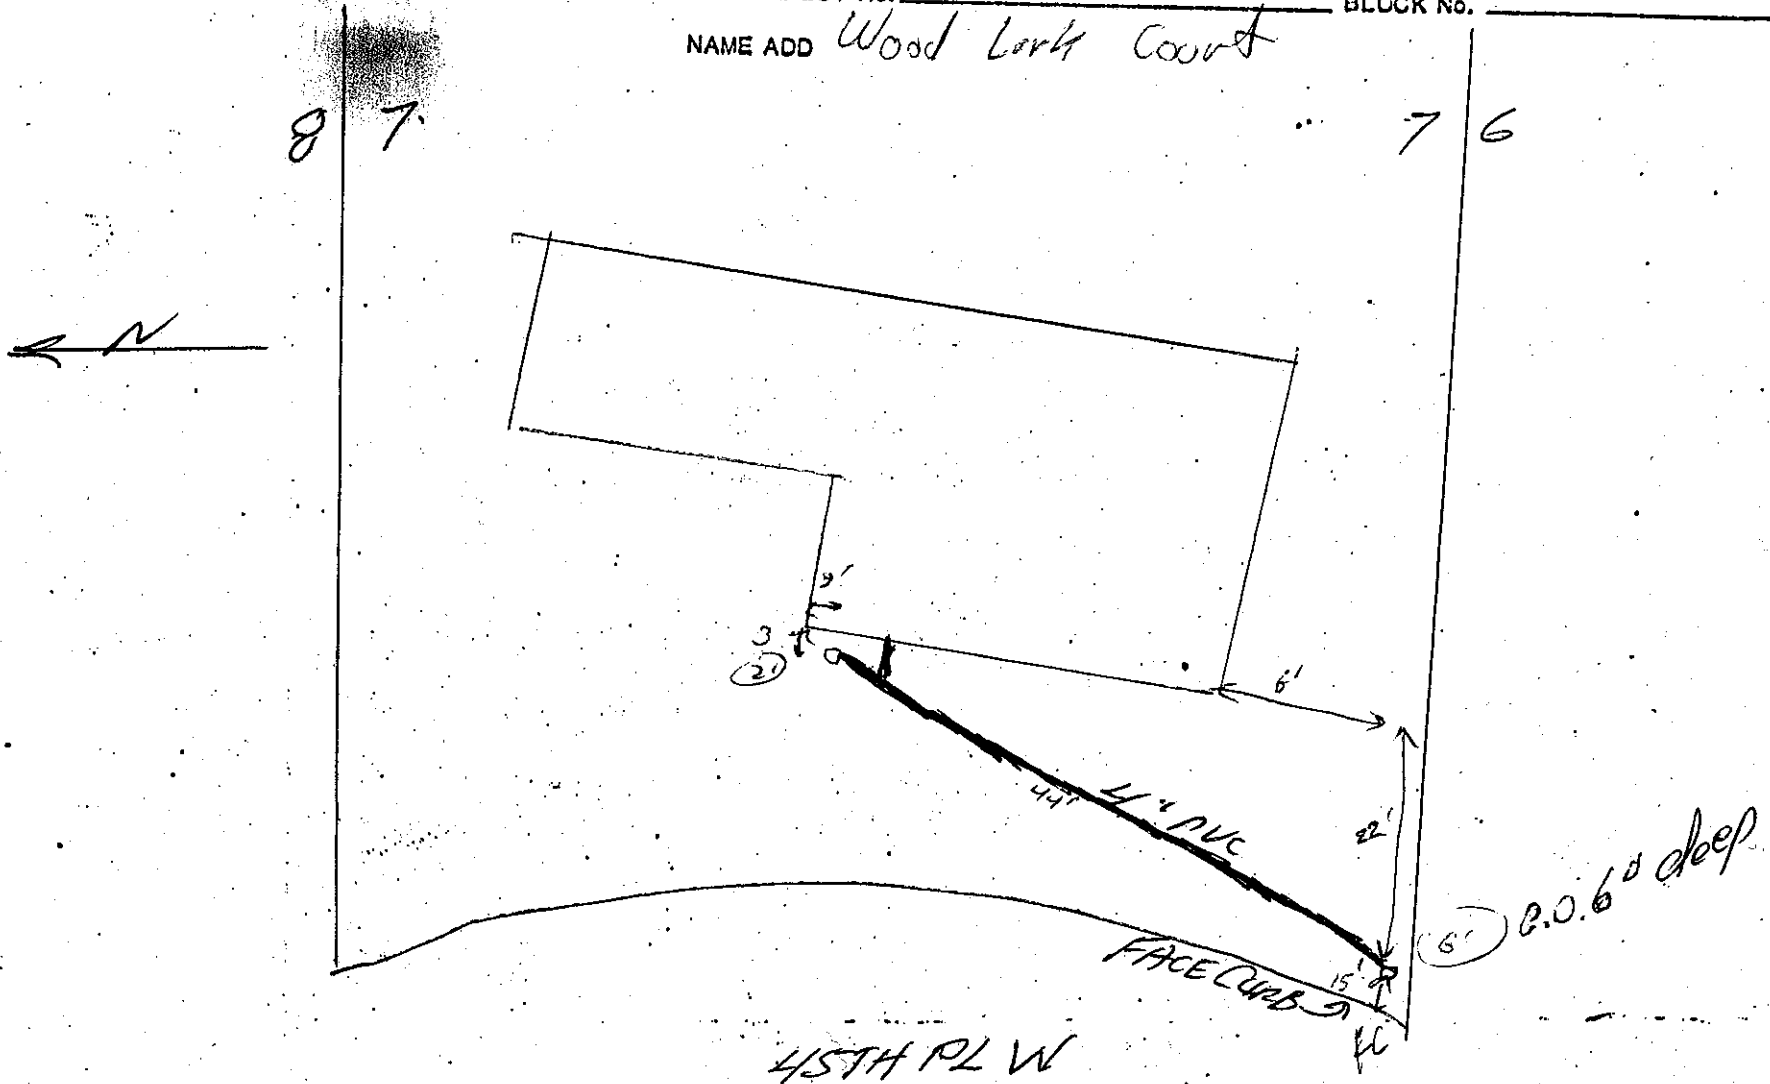 BLOCK No.
NAME ADD Wood Lark Court
8 7
7 6
N
9'
3
2'
6'
44'
4" PVC
22'
6'
C.O. 6" deep
FACE CURB
15'
45TH PL W